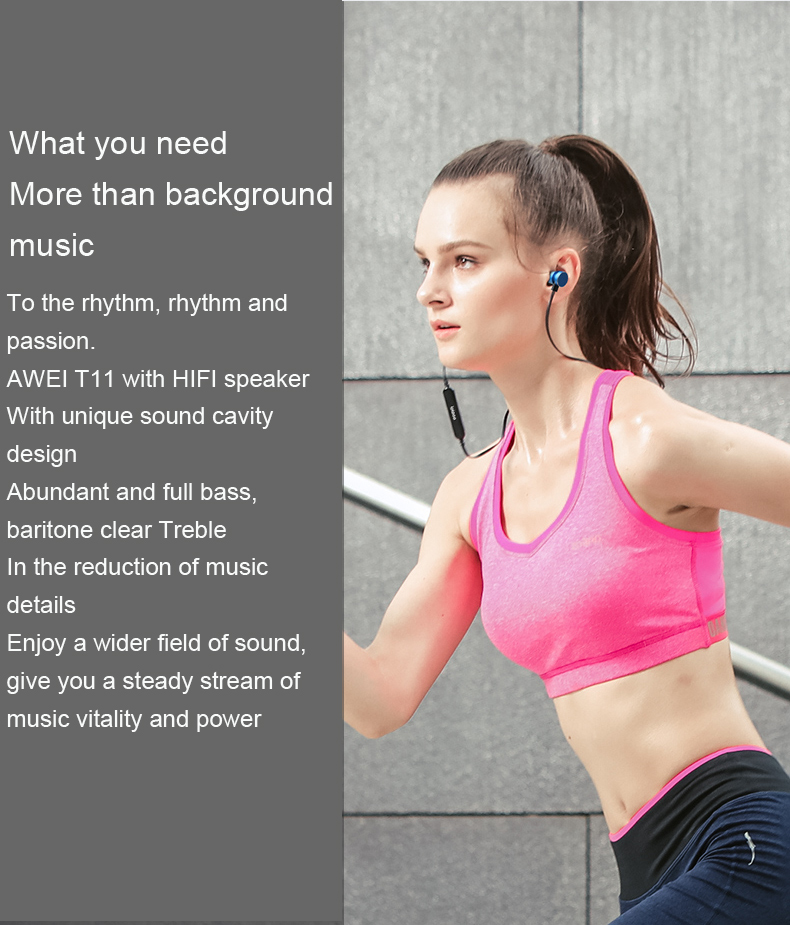 What you need
More than background
music
To the rhythm, rhythm and
passion.
AWEI T11 with HIFI speaker
With unique sound cavity
design
Abundant and full bass,
baritone clear Treble
In the reduction of music
details
Enjoy a wider field of sound,
give you a steady stream of
music vitality and power